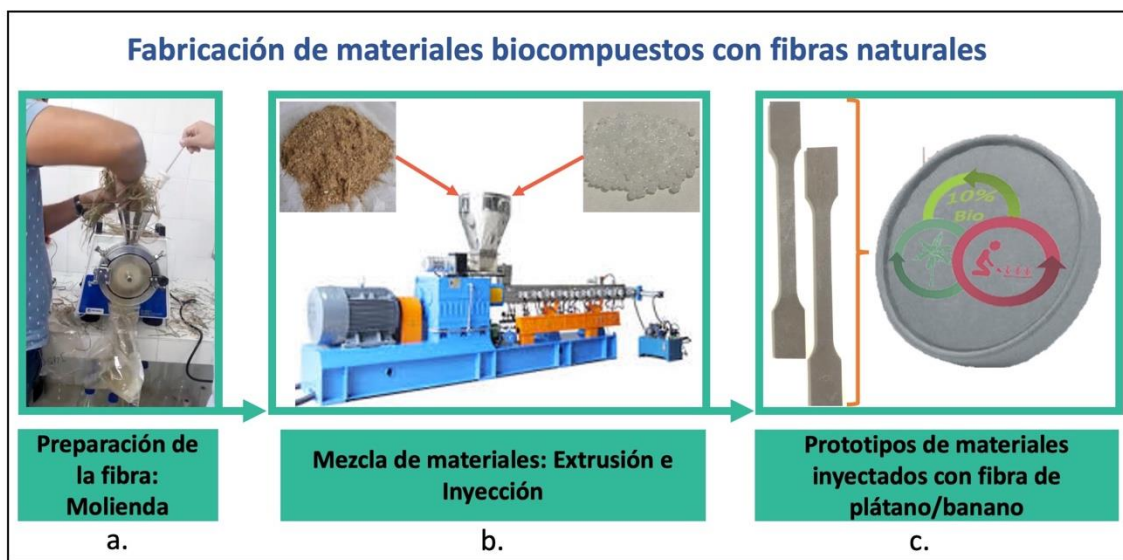 Fabricación de materiales biocompuestos con fibras naturales
10%
Bio
Preparación de
la fibra:
Molienda
Mezcla de materiales: Extrusión e
Inyección
Prototipos de materiales
inyectados con fibra de
plátano/banano
a.
b.
c.